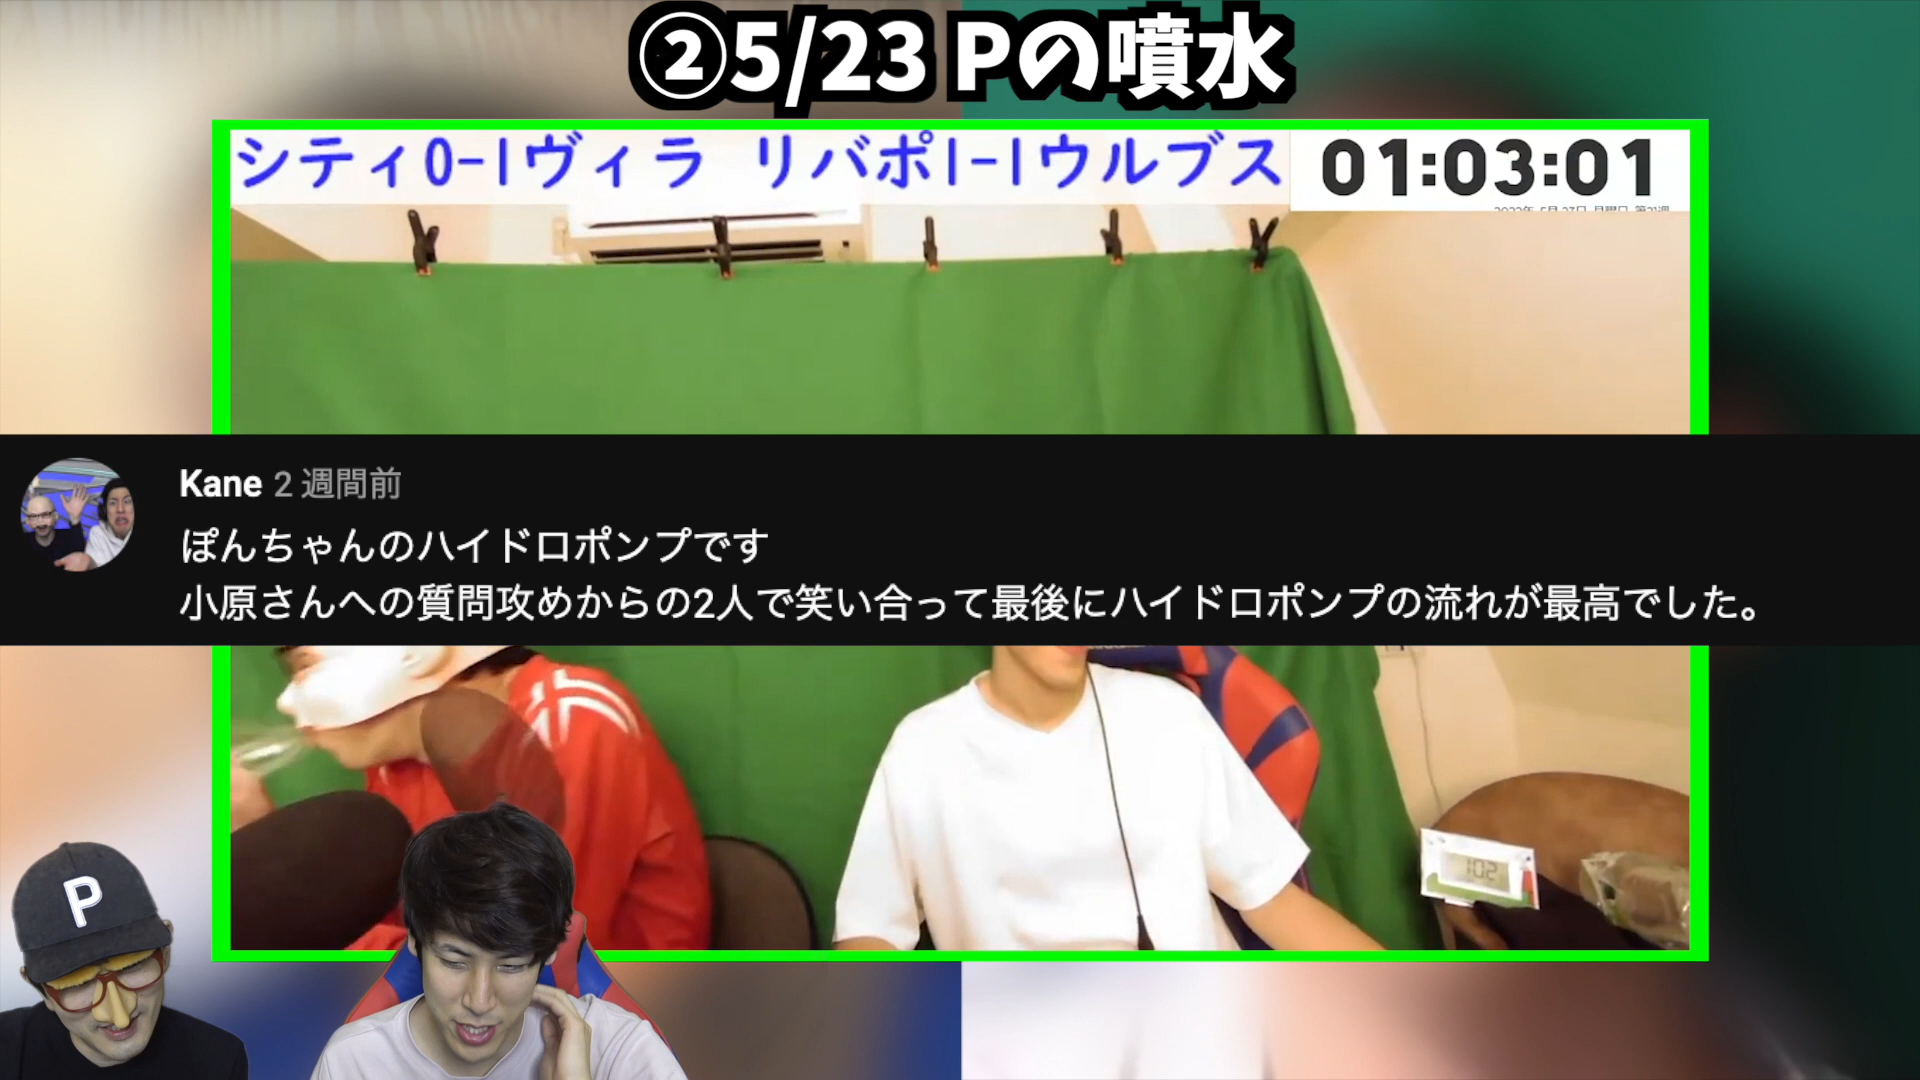 ②5/23 Pの噴水
シティ0-1ヴィラ リバポ1-1ウルブス
01:03:01
Kane 2 週間前
ぽんちゃんのハイドロポンプです
小原さんへの質問攻めからの2人で笑い合って最後にハイドロポンプの流れが最高でした。
102
P